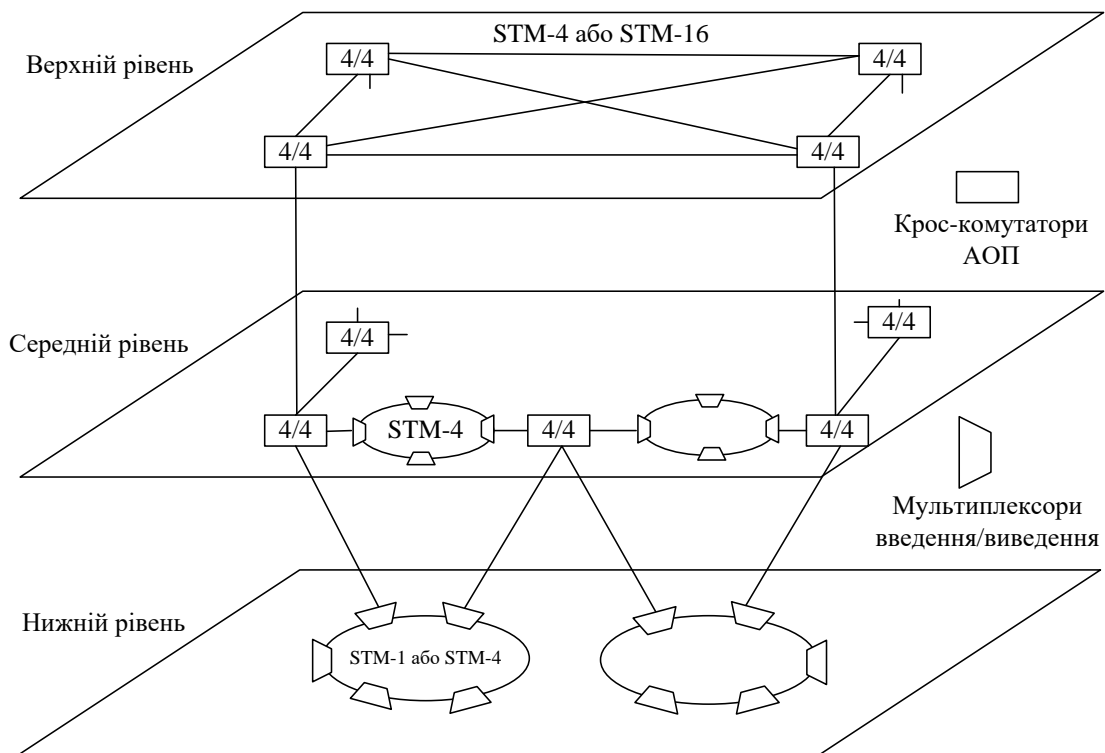 STM-4 або STM-16
Верхній рівень
4/4
4/4
4/4
4/4
Крос-комутатори
АОП
Середній рівень
4/4
4/4
4/4
STM-4
4/4
4/4
Мультиплексори
введення/виведення
Нижній рівень
STM-1 або STM-4